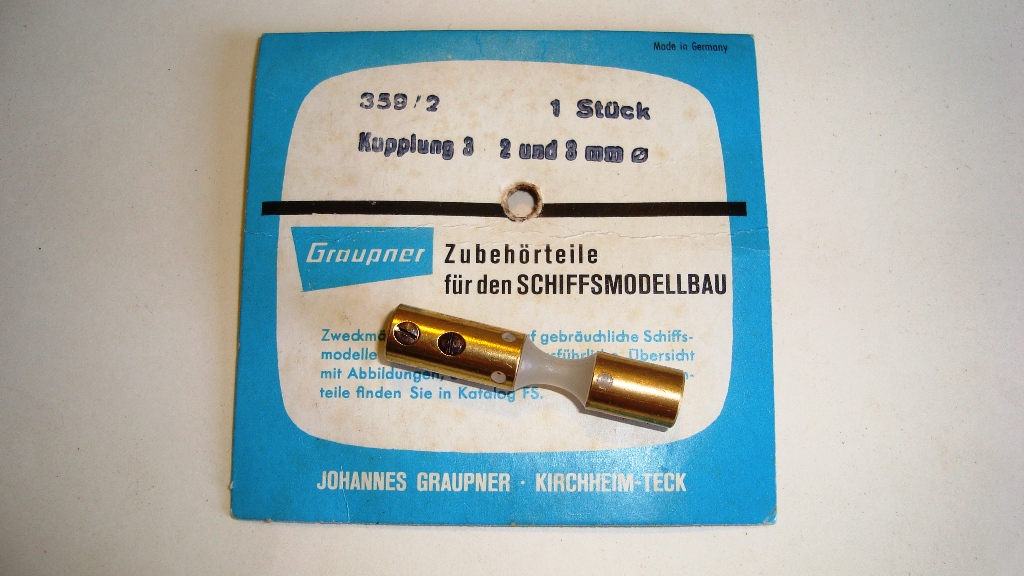 Made in Germany
359/2 1 Stück
Kupplung 3 2 und 3 mm ø
Graupner Zubehörteile
für den SCHIFFSMODELLBAU
gebräuchliche Schiffs-
modelle Übersicht
mit Abbildungen,
teile finden Sie in Katalog FS.
JOHANNES GRAUPNER · KIRCHHEIM-TECK